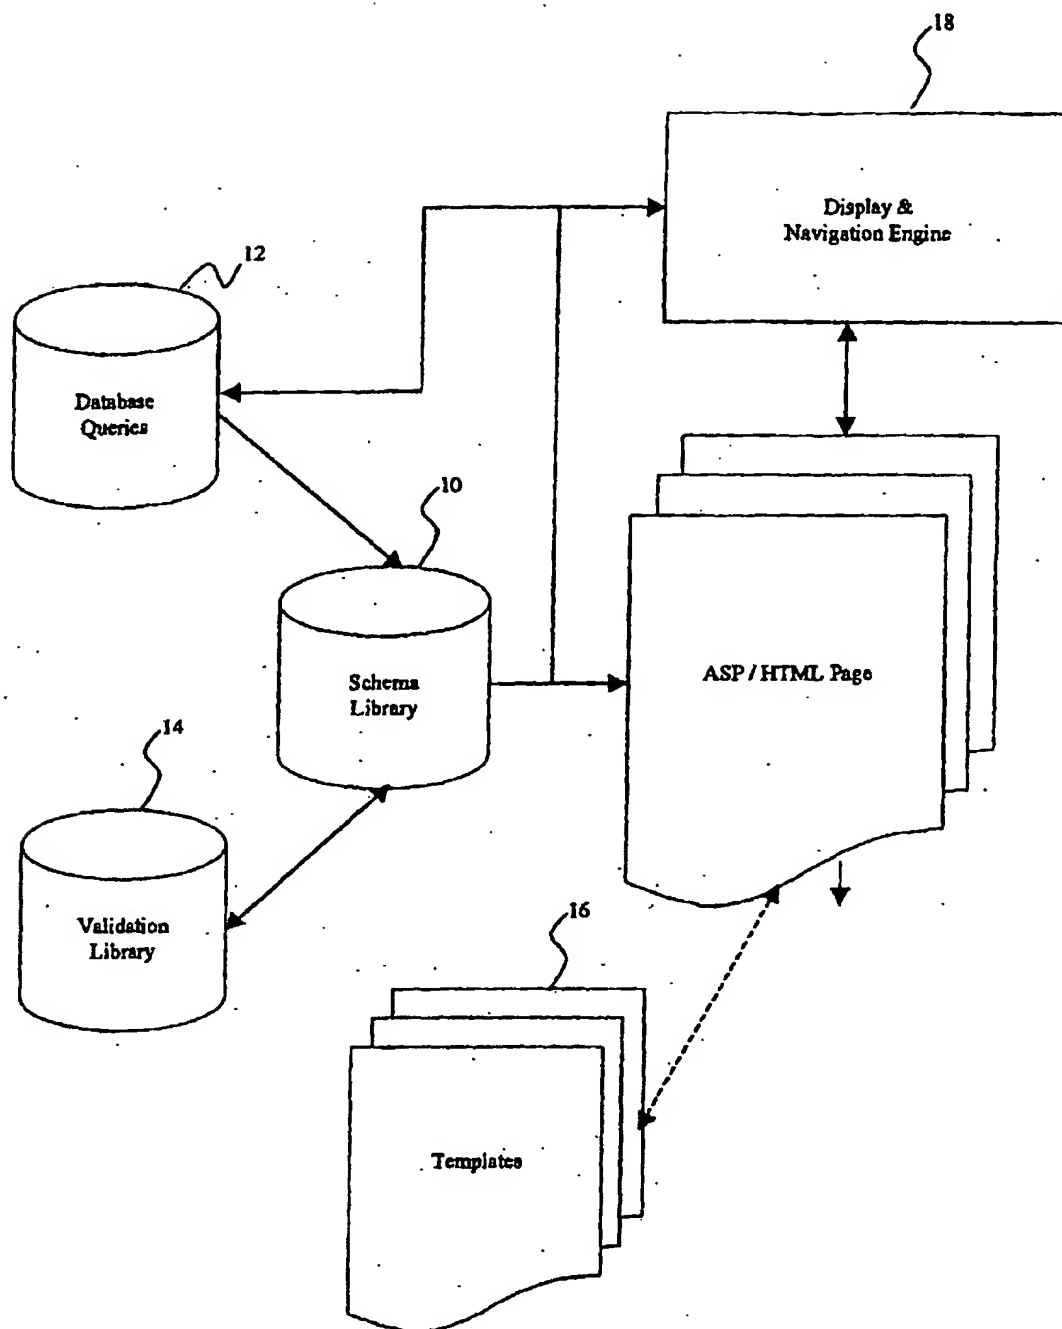 18
Display &
Navigation Engine
12
Database
Queries
10
Schema
Library
ASP / HTML Page
14
Validation
Library
16
Templates